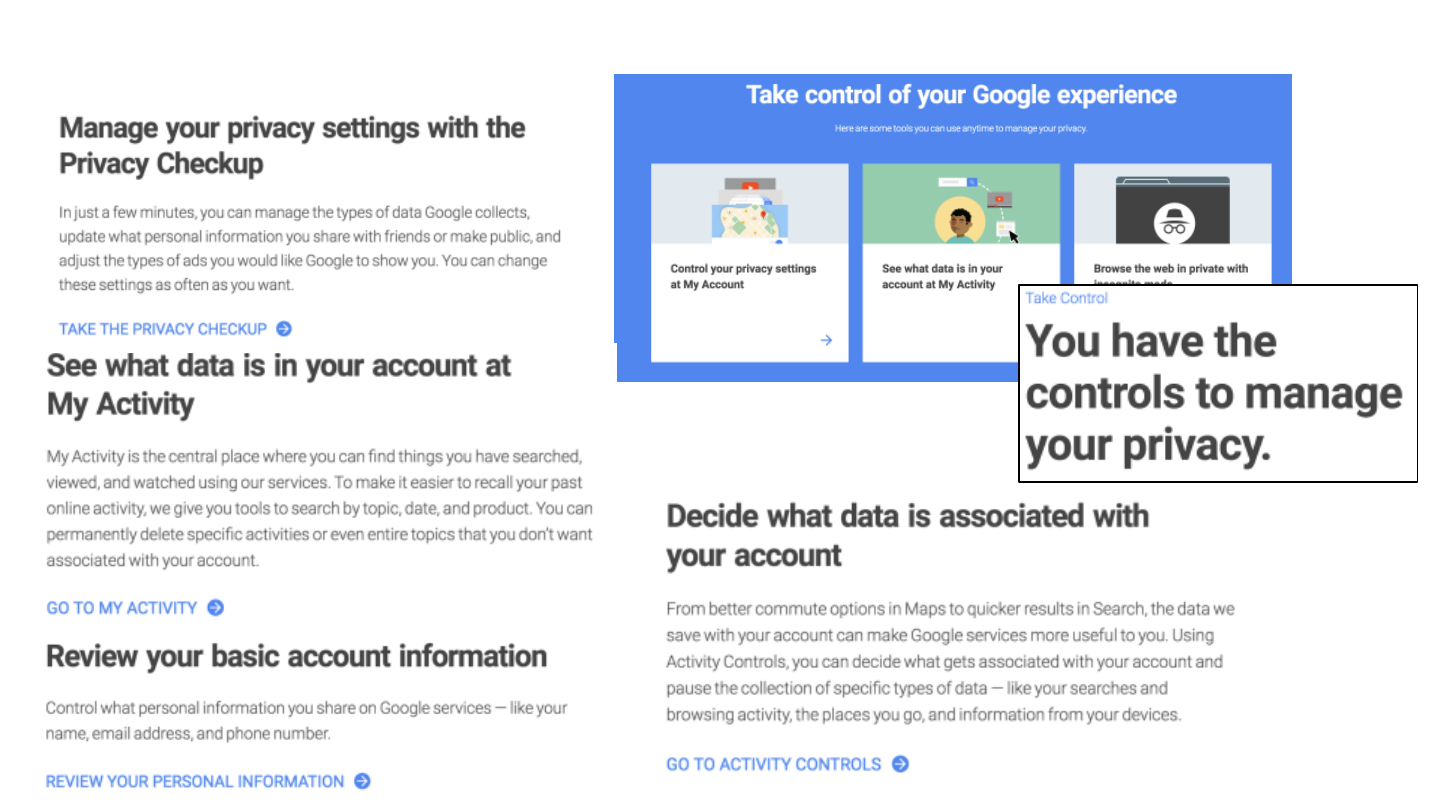 Manage your privacy settings with the
Privacy Checkup
In just a few minutes, you can manage the types of data Google collects,
update what personal information you share with friends or make public, and
adjust the types of ads you would like Google to show you. You can change
these settings as often as you want.
TAKE THE PRIVACY CHECKUP
See what data is in your account at
My Activity
My Activity is the central place where you can find things you have searched,
viewed, and watched using our services. To make it easier to recall your past
online activity, we give you tools to search by topic, date, and product. You can
permanently delete specific activities or even entire topics that you don't want
associated with your account.
GO TO MY ACTIVITY
Review your basic account information
Control what personal information you share on Google services — like your
name, email address, and phone number.
REVIEW YOUR PERSONAL INFORMATION
Take control of your Google experience
Here are some tools you can use anytime to manage your privacy.
Control your privacy settings
at My Account
See what data is in your
account at My Activity
Browse the web in private with
incognito mode
Take Control
You have the
controls to manage
your privacy.
Decide what data is associated with
your account
From better commute options in Maps to quicker results in Search, the data we
save with your account can make Google services more useful to you. Using
Activity Controls, you can decide what gets associated with your account and
pause the collection of specific types of data — like your searches and
browsing activity, the places you go, and information from your devices.
GO TO ACTIVITY CONTROLS